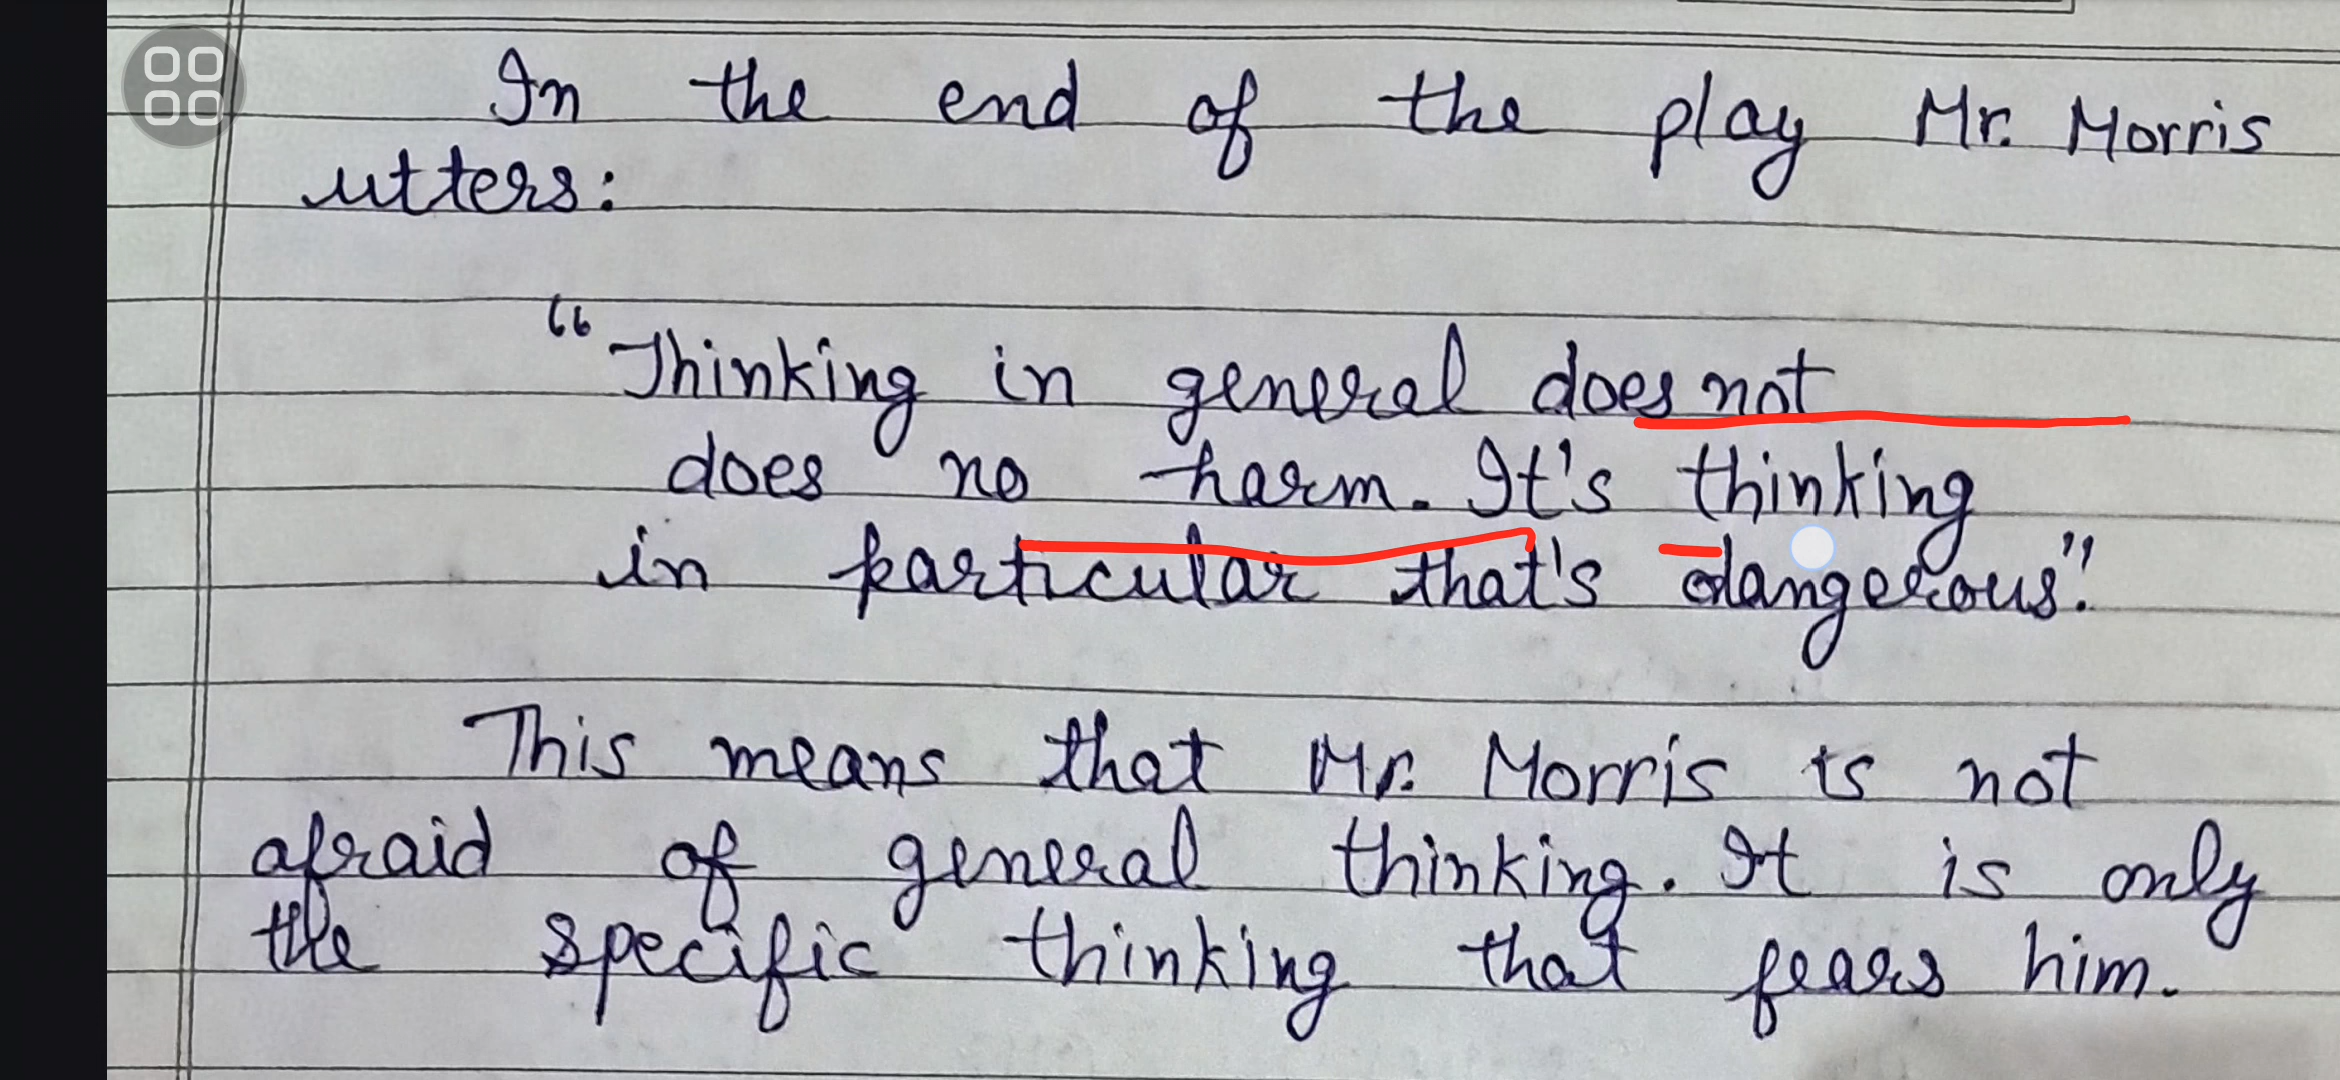 In the end of the play Mr. Morris
utters:
"Thinking in general does not
does no harm. It's thinking
in particular that's dangerous".
This means that Mr. Morris is not
afraid of general thinking. It is only
the specific thinking that fears him.